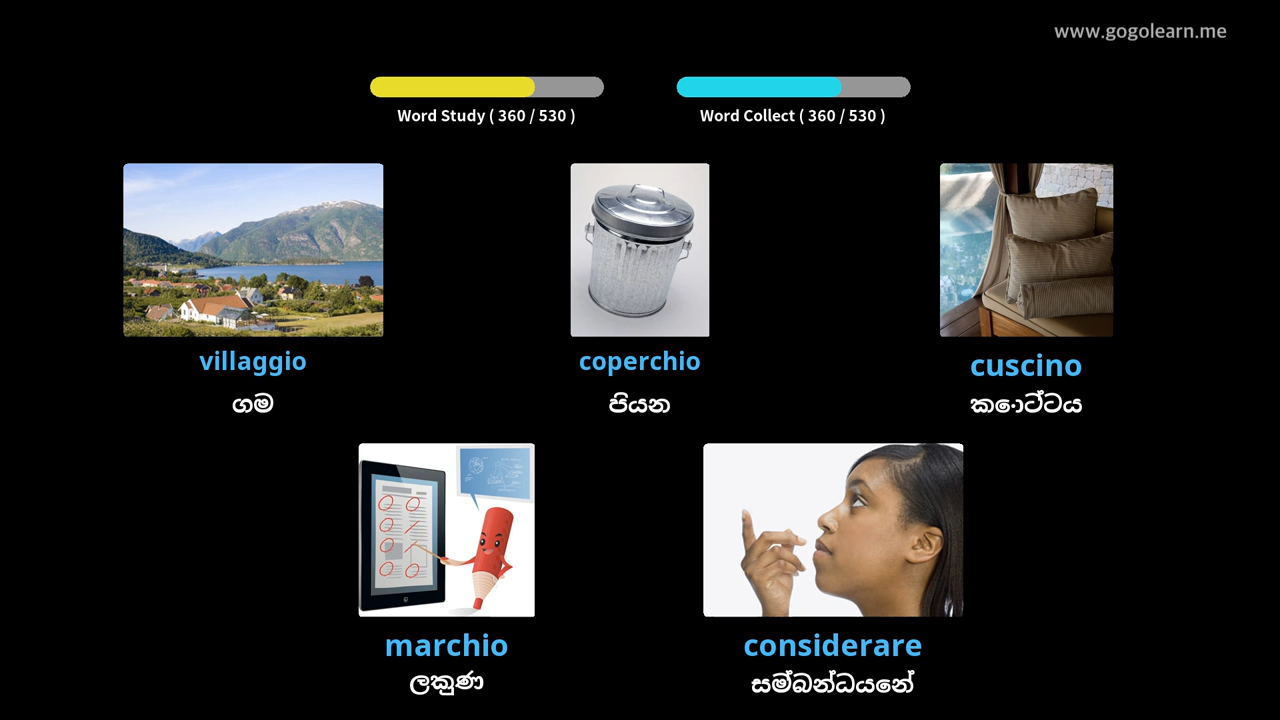 www.gogolearn.me
Word Study ( 360 / 530 )
Word Collect ( 360 / 530 )
villaggio
ගම
coperchio
පියන
cuscino
කොට්ටය
marchio
ලකුණ
considerare
සම්බන්ධයනේ